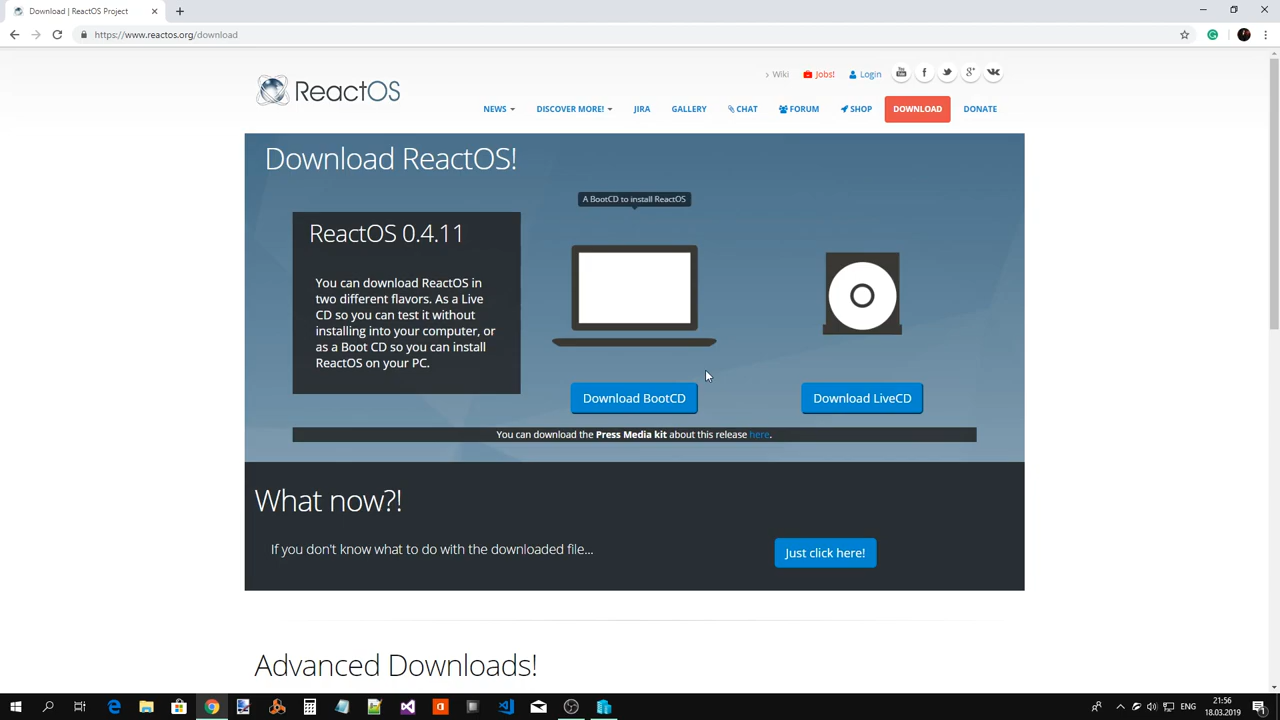 Download | ReactOS Project
https://www.reactos.org/download
ReactOS
Wiki
Jobs!
Login
You Tube
NEWS
DISCOVER MORE!
JIRA
GALLERY
CHAT
FORUM
SHOP
DOWNLOAD
DONATE
Download ReactOS!
A BootCD to install ReactOS
ReactOS 0.4.11
You can download ReactOS in
two different flavors. As a Live
CD so you can test it without
installing into your computer, or
as a Boot CD so you can install
ReactOS on your PC.
Download BootCD
Download LiveCD
You can download the Press Media kit about this release here.
What now?!
If you don't know what to do with the downloaded file...
Just click here!
Advanced Downloads!
ENG
21:56
18.03.2019